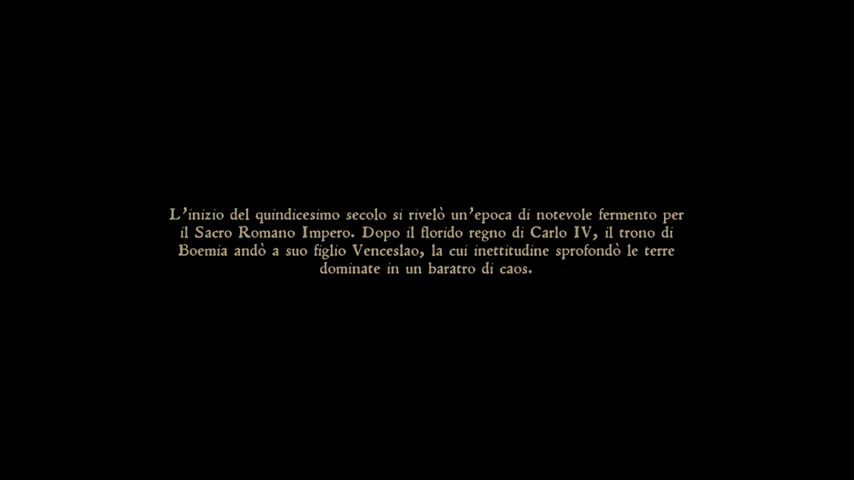 L'inizio del quindicesimo secolo si rivelò un'epoca di notevole fermento per
il Sacro Romano Impero. Dopo il florido regno di Carlo IV, il trono di
Boemia andò a suo figlio Venceslao, la cui inettitudine sprofondò le terre
dominate in un baratro di caos.